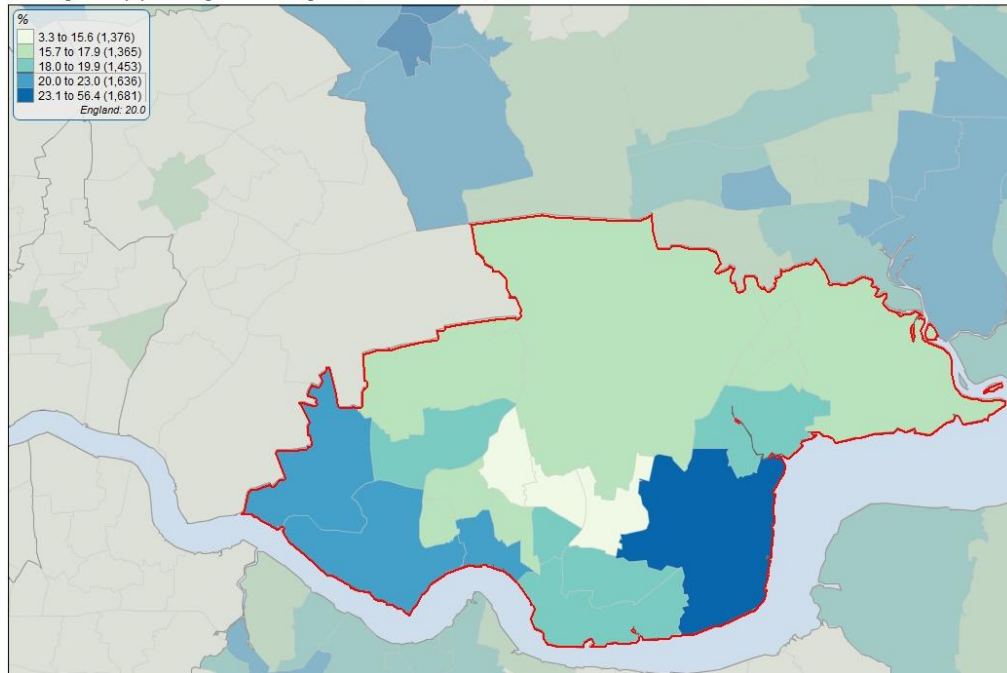 %
3.3 to 15.6 (1,376)
15.7 to 17.9 (1,365)
18.0 to 19.9 (1,453)
20.0 to 23.0 (1,636)
23.1 to 56.4 (1,681)
England: 20.0